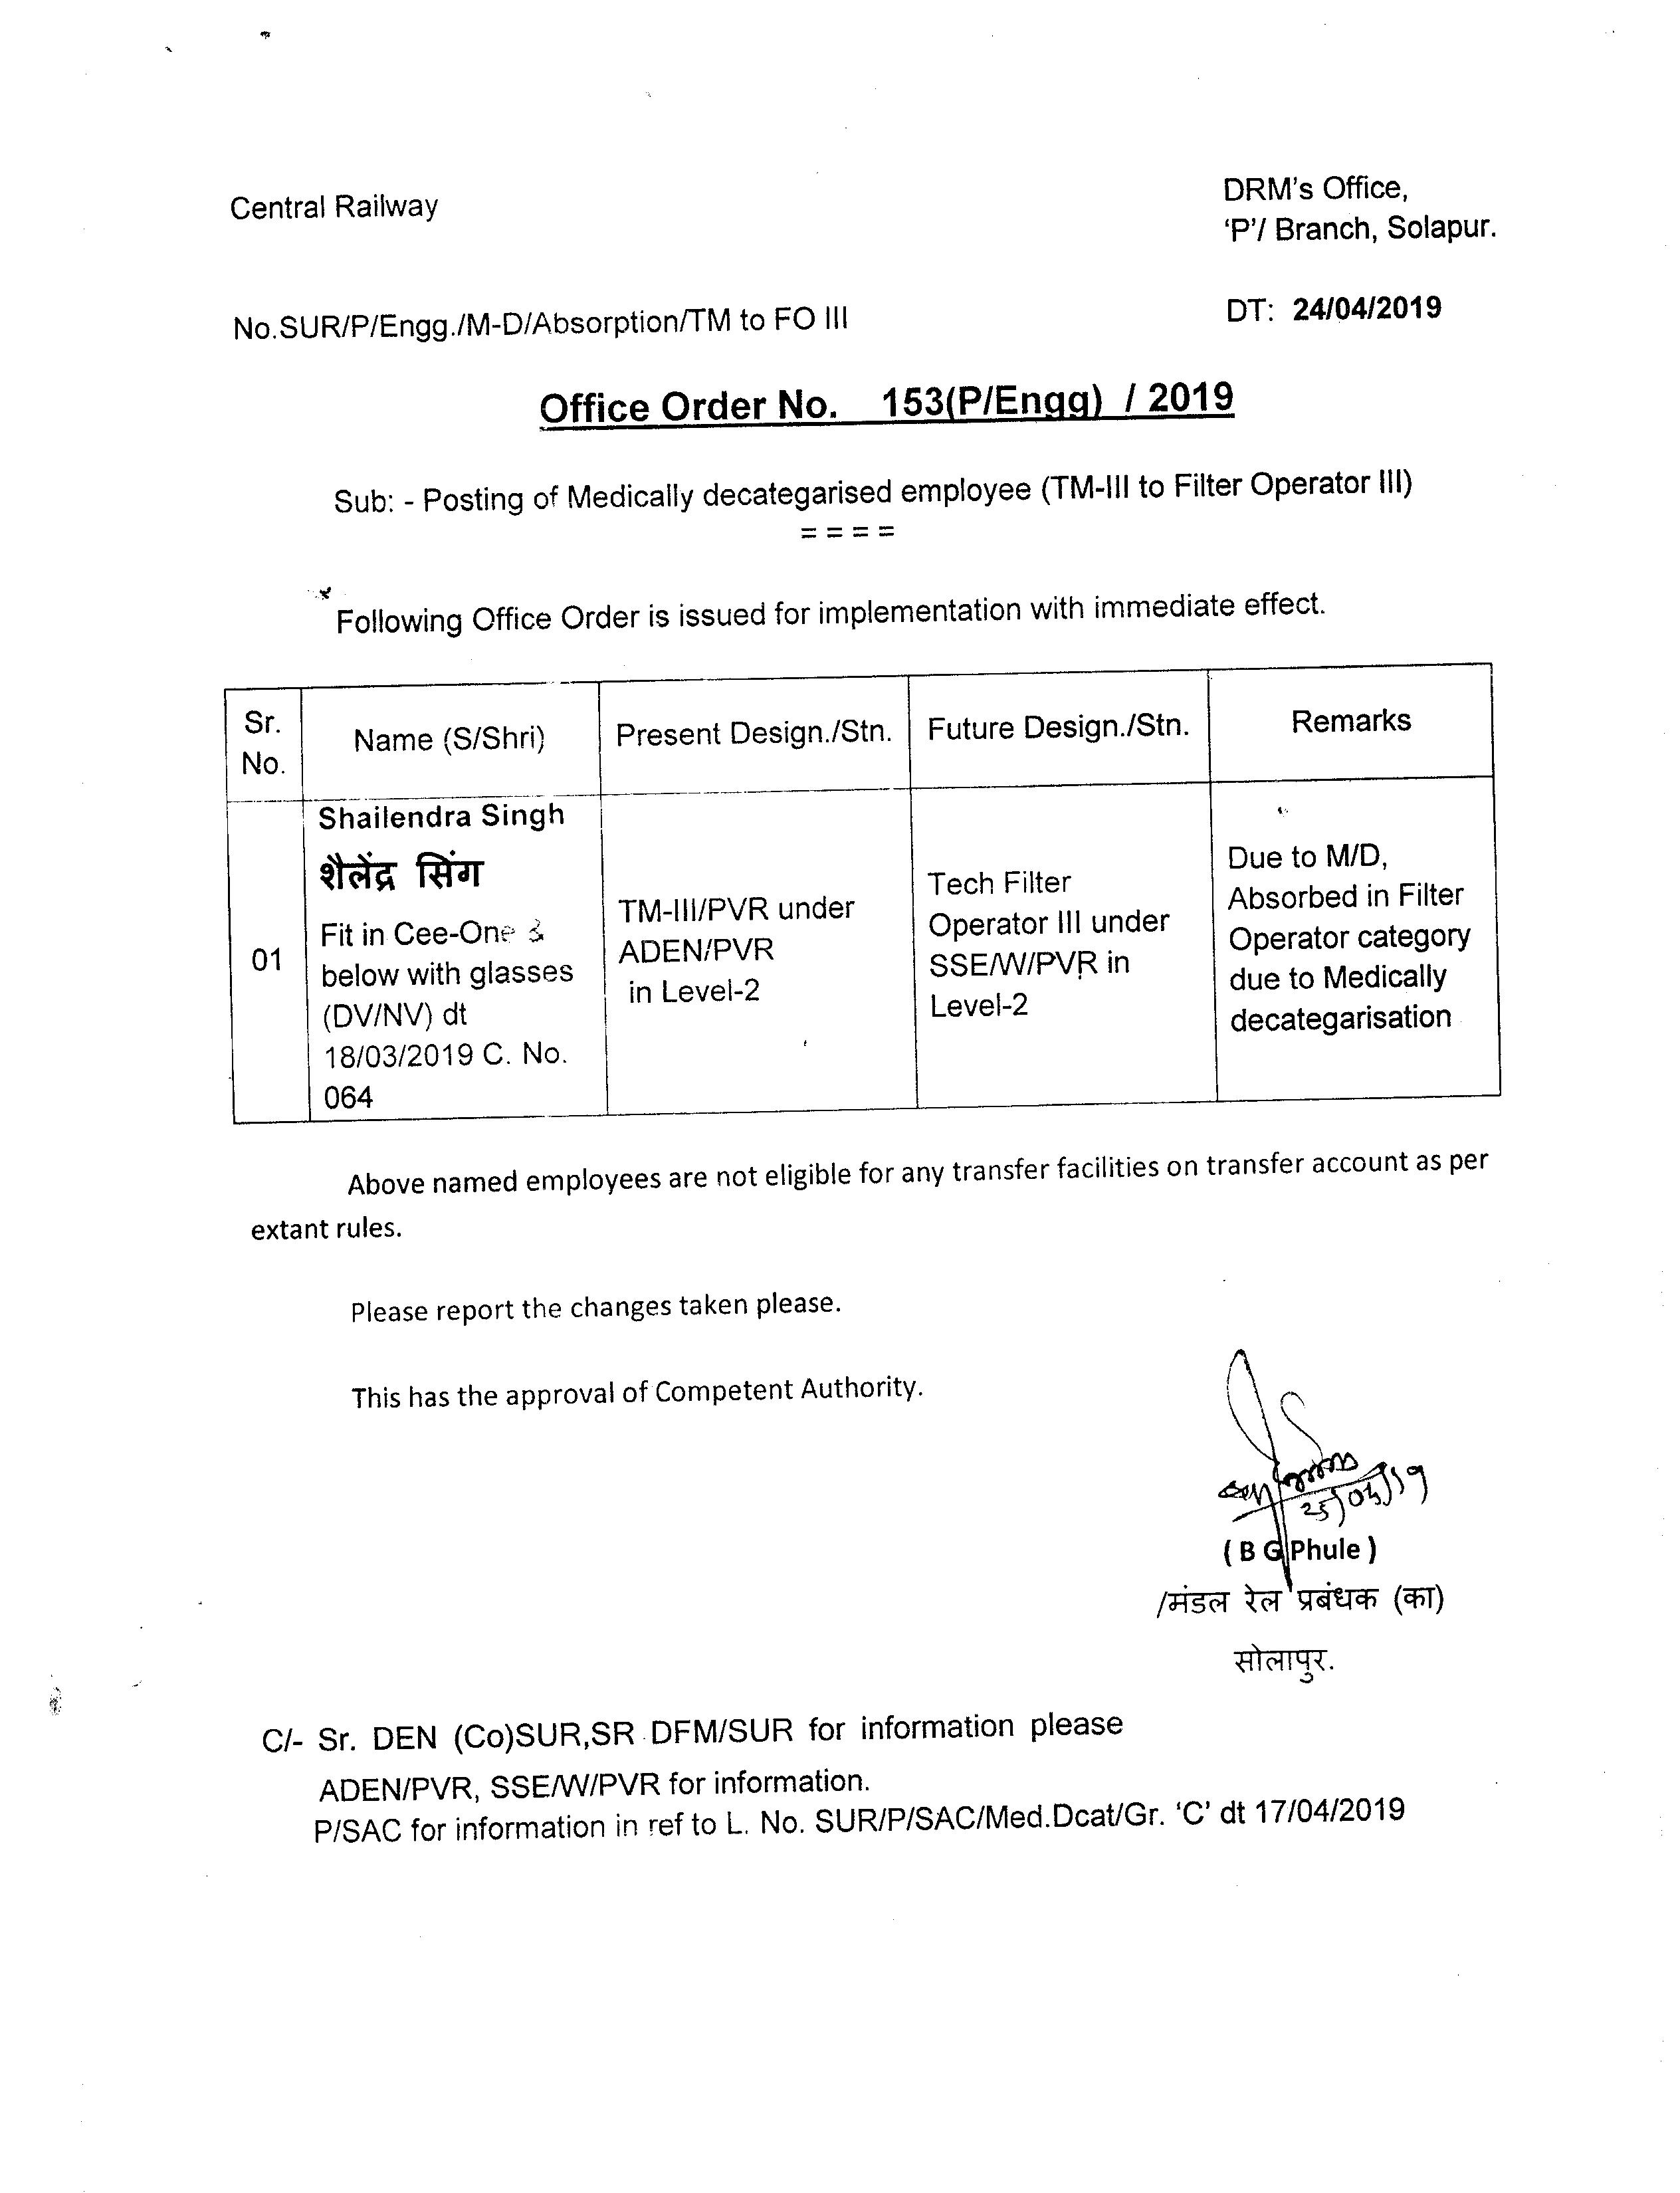 Central Railway
DRM's Office,
'P'/ Branch, Solapur.
No.SUR/P/Engg./M-D/Absorption/TM to FO III
DT: 24/04/2019
Office Order No. 153(P/Engg) / 2019
Sub: - Posting of Medically decategarised employee (TM-III to Filter Operator III)
= = = =
Following Office Order is issued for implementation with immediate effect.
Sr. No.
Name (S/Shri)
Present Design./Stn.
Future Design./Stn.
Remarks
01
Shailendra Singh
शैलेंद्र सिंग
Fit in Cee-One &
below with glasses
(DV/NV) dt
18/03/2019 C. No.
064
TM-III/PVR under
ADEN/PVR
in Level-2
Tech Filter
Operator III under
SSE/W/PVR in
Level-2
Due to M/D,
Absorbed in Filter
Operator category
due to Medically
decategarisation
Above named employees are not eligible for any transfer facilities on transfer account as per
extant rules.
Please report the changes taken please.
This has the approval of Competent Authority.
25/04/19
( B G Phule )
/मंडल रेल प्रबंधक (का)
सोलापुर.
C/- Sr. DEN (Co)SUR,SR DFM/SUR for information please
ADEN/PVR, SSE/W/PVR for information.
P/SAC for information in ref to L. No. SUR/P/SAC/Med.Dcat/Gr. 'C' dt 17/04/2019